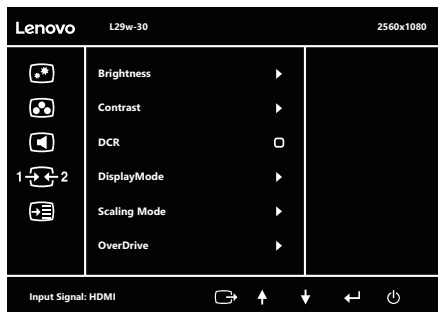 Lenovo L29w-30 2560x1080
Brightness
Contrast
DCR
1 2 DisplayMode
Scaling Mode
OverDrive
Input Signal: HDMI